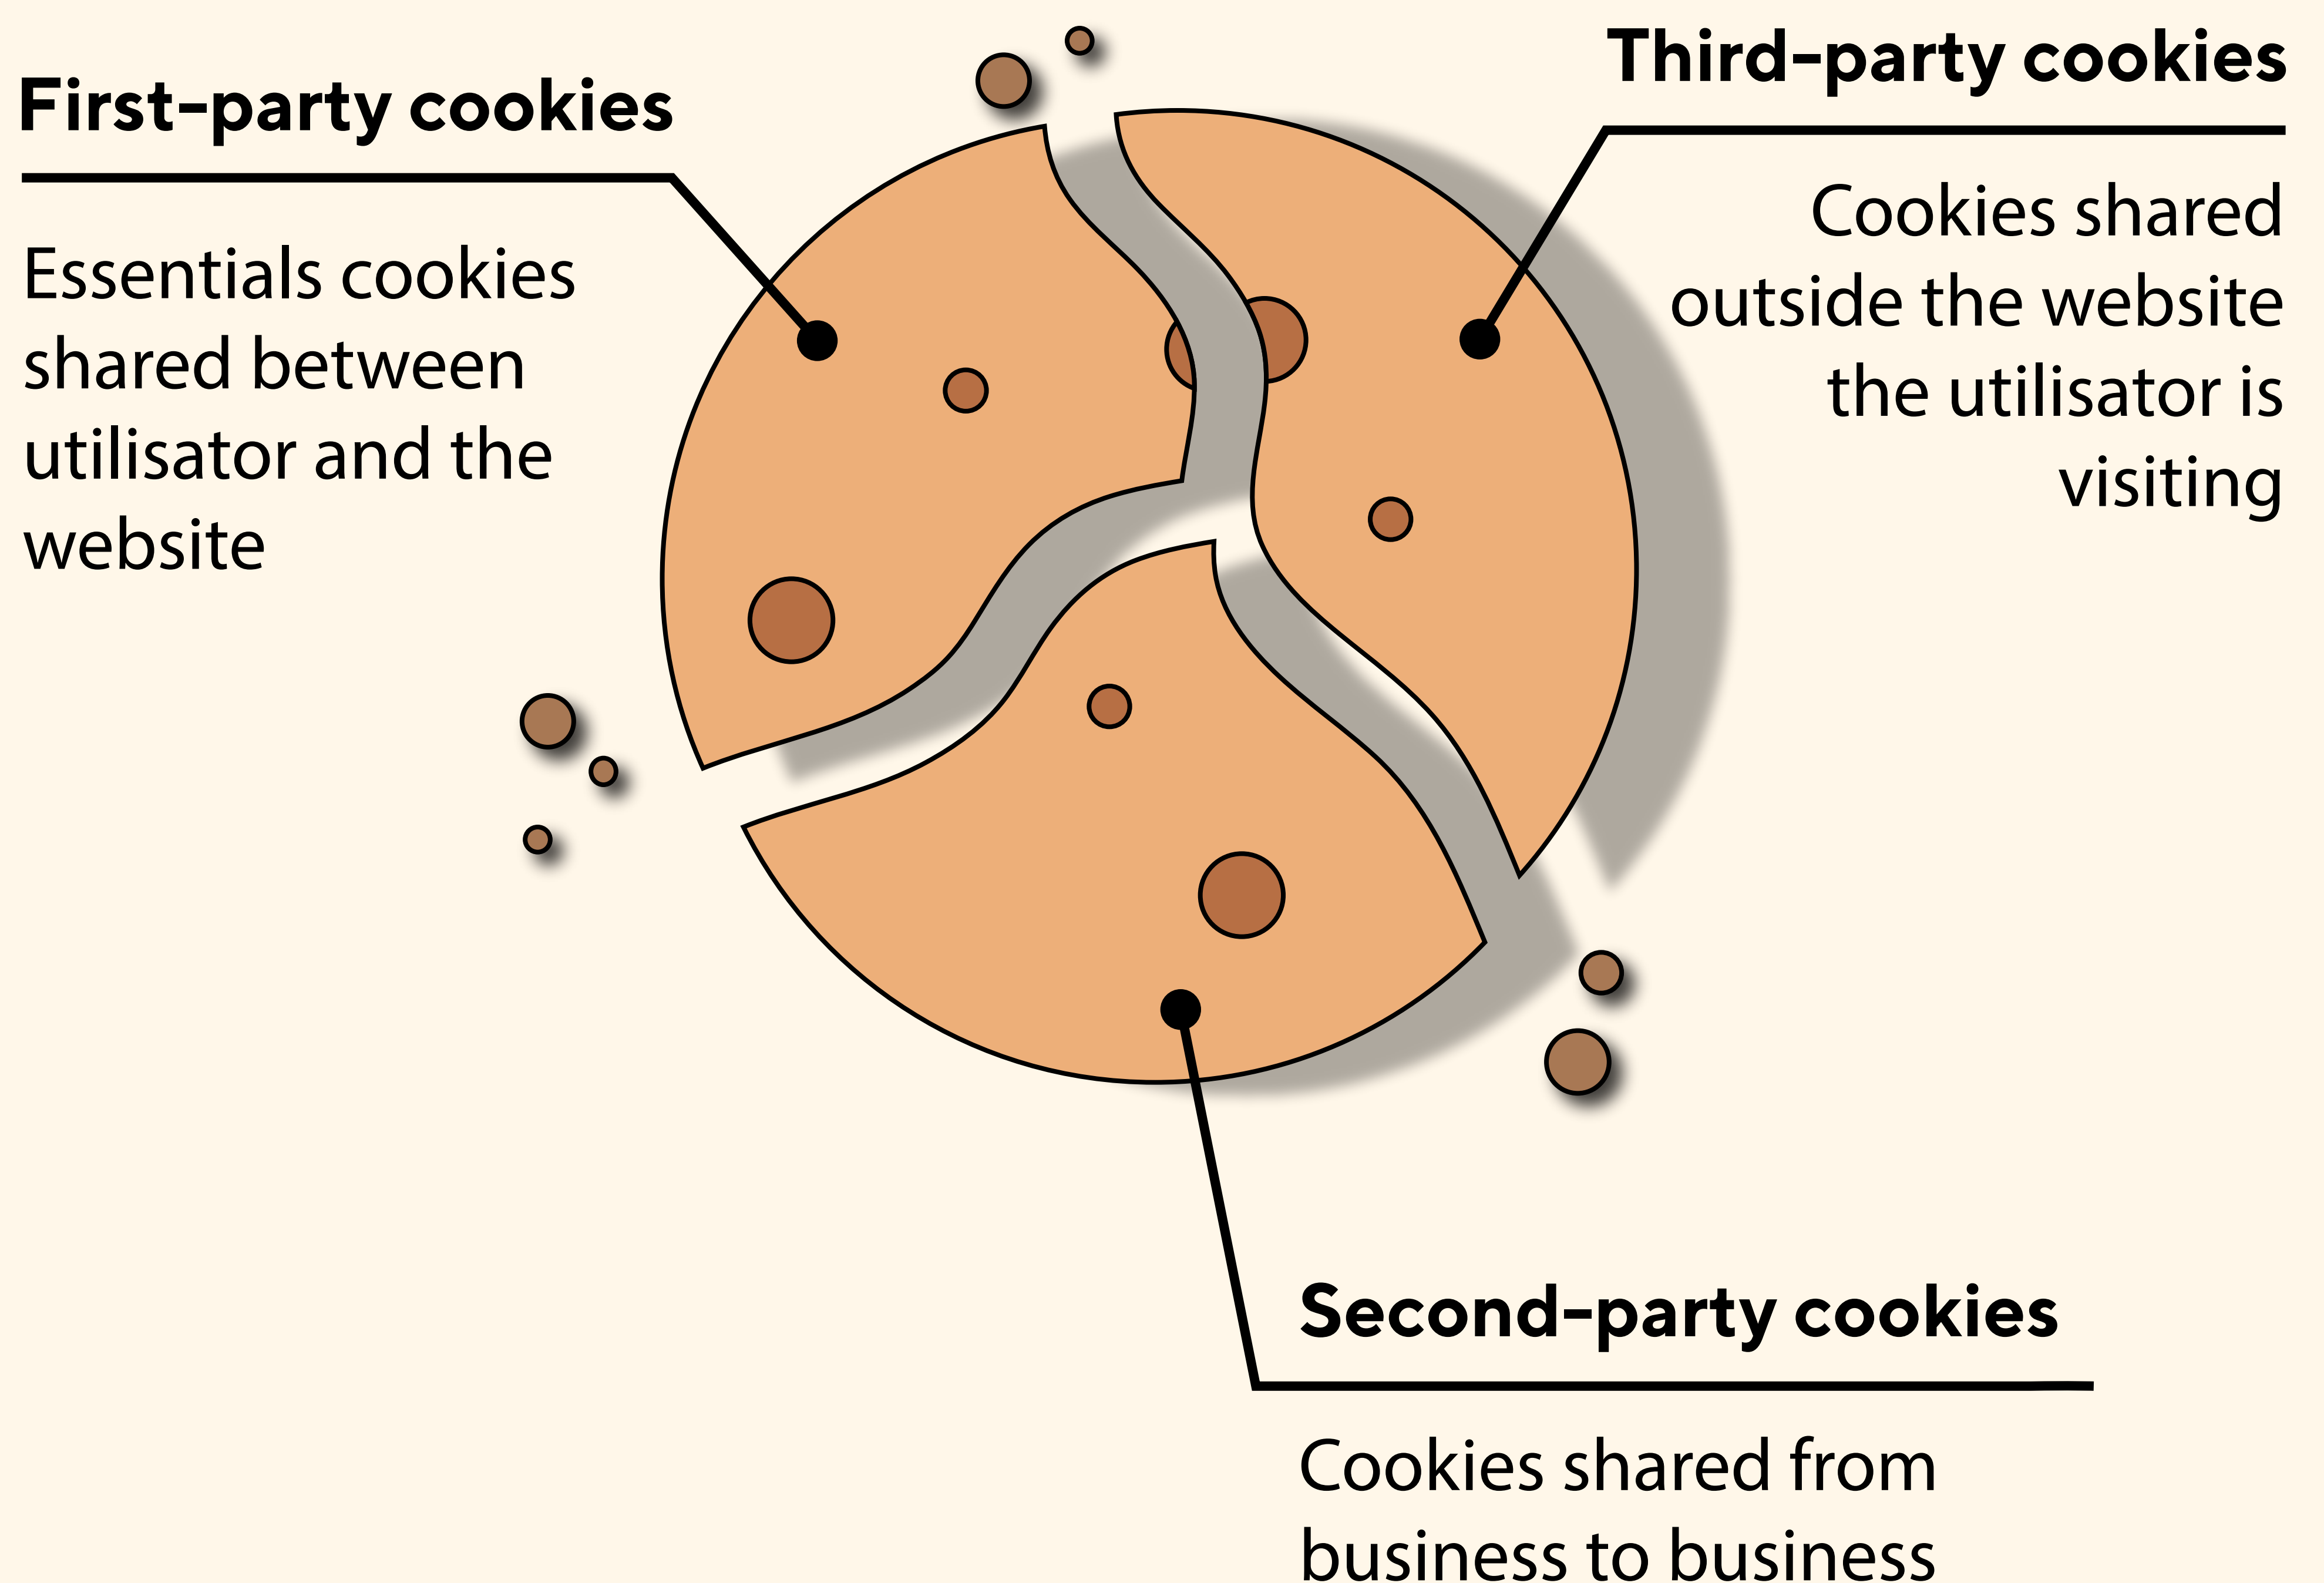 First-party cookies
Essentials cookies
shared between
utilisator and the
website
Third-party cookies
Cookies shared
outside the website
the utilisator is
visiting
Second-party cookies
Cookies shared from
business to business